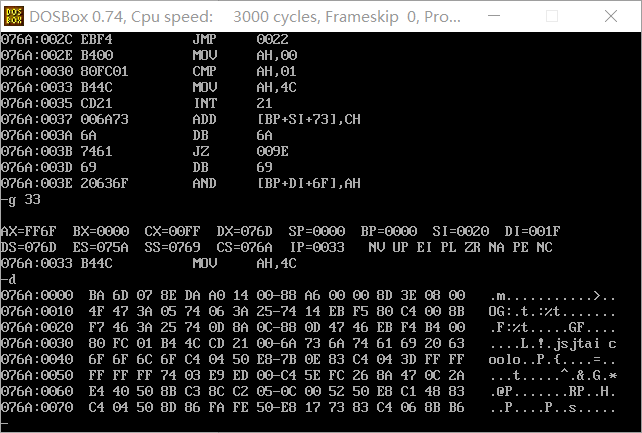 DOS BOX DOSBox 0.74, Cpu speed: 3000 cycles, Frameskip 0, Pro...
076A:002C EBF4 JMP 0022
076A:002E B400 MOV AH,00
076A:0030 80FC01 CMP AH,01
076A:0033 B44C MOV AH,4C
076A:0035 CD21 INT 21
076A:0037 006A73 ADD [BP+SI+73],CH
076A:003A 6A DB 6A
076A:003B 7461 JZ 009E
076A:003D 69 DB 69
076A:003E 20636F AND [BP+DI+6F],AH
-g 33
AX=FF6F BX=0000 CX=00FF DX=076D SP=0000 BP=0000 SI=0020 DI=001F
DS=076D ES=075A SS=0769 CS=076A IP=0033 NV UP EI PL ZR NA PE NC
076A:0033 B44C MOV AH,4C
-d
076A:0000 BA 6D 07 8E DA A0 14 00-88 A6 00 00 8D 3E 08 00 .m...........>..
076A:0010 4F 47 3A 05 74 06 3A 25-74 14 EB F5 80 C4 00 8B OG:.t.:%t.......
076A:0020 F7 46 3A 25 74 0D 8A 0C-88 0D 47 46 EB F4 B4 00 .F:%t.....GF....
076A:0030 80 FC 01 B4 4C CD 21 00-6A 73 6A 74 61 69 20 63 ....L.!.jsjtai c
076A:0040 6F 6F 6C 6F C4 04 50 E8-7B 0E 83 C4 04 3D FF FF oolo..P.{....=..
076A:0050 FF FF FF 74 03 E9 ED 00-C4 5E FC 26 8A 47 0C 2A ...t.....^.&.G.*
076A:0060 E4 40 50 8B C3 8C C2 05-0C 00 52 50 E8 C1 48 83 .@P.......RP..H.
076A:0070 C4 04 50 8D 86 FA FE 50-E8 17 73 83 C4 06 8B B6 ..P....P..s.....
-